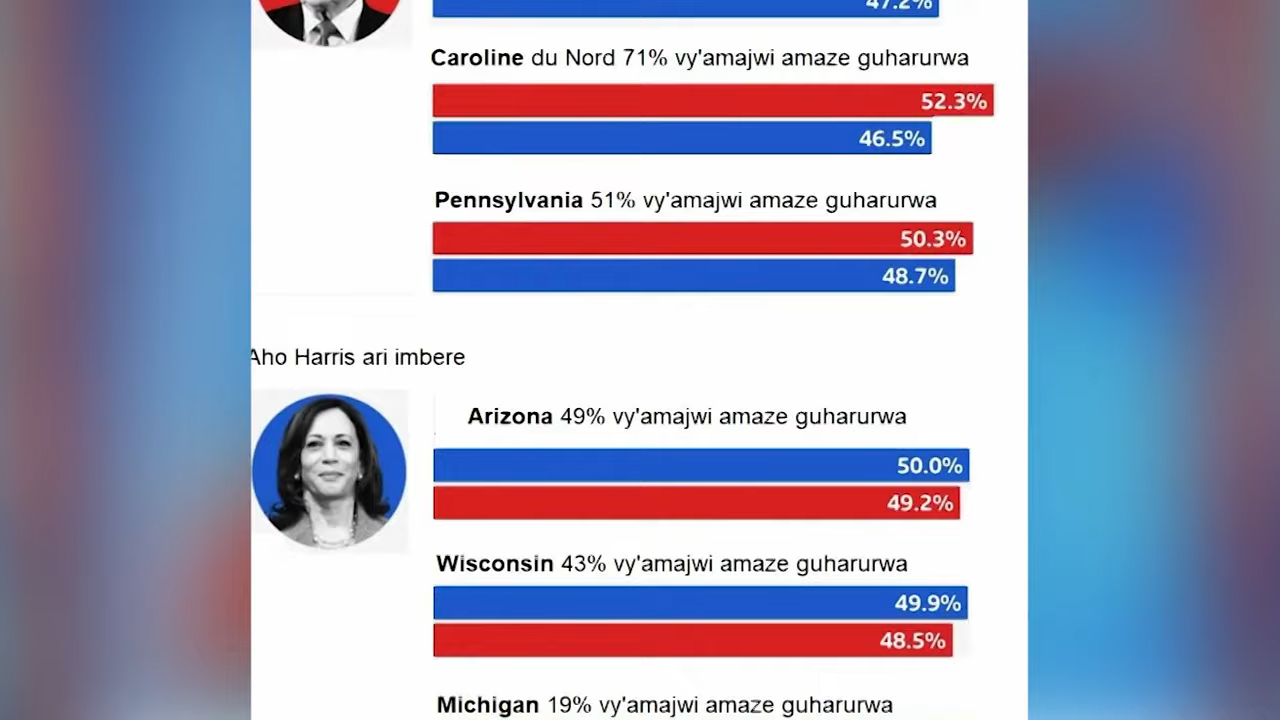 47.2%
Caroline du Nord 71% vy'amajwi amaze guharurwa
52.3%
46.5%
Pennsylvania 51% vy'amajwi amaze guharurwa
50.3%
48.7%
Aho Harris ari imbere
Arizona 49% vy'amajwi amaze guharurwa
50.0%
49.2%
Wisconsin 43% vy'amajwi amaze guharurwa
49.9%
48.5%
Michigan 19% vy'amajwi amaze guharurwa